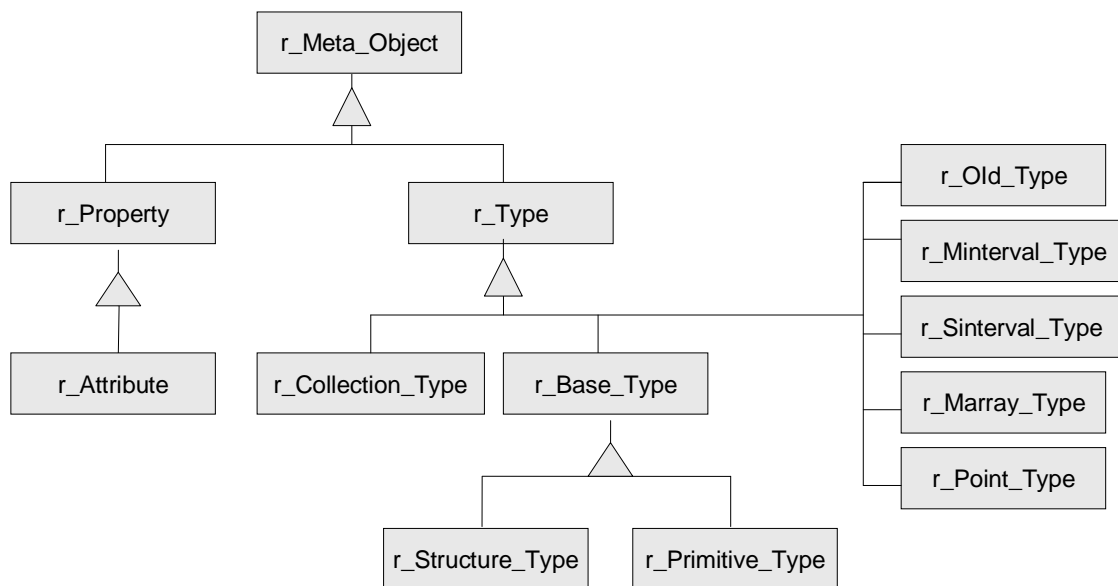 r_Meta_Object
r_Property
r_Type
r_OId_Type
r_Minterval_Type
r_Sinterval_Type
r_Attribute
r_Collection_Type
r_Base_Type
r_Marray_Type
r_Point_Type
r_Structure_Type
r_Primitive_Type